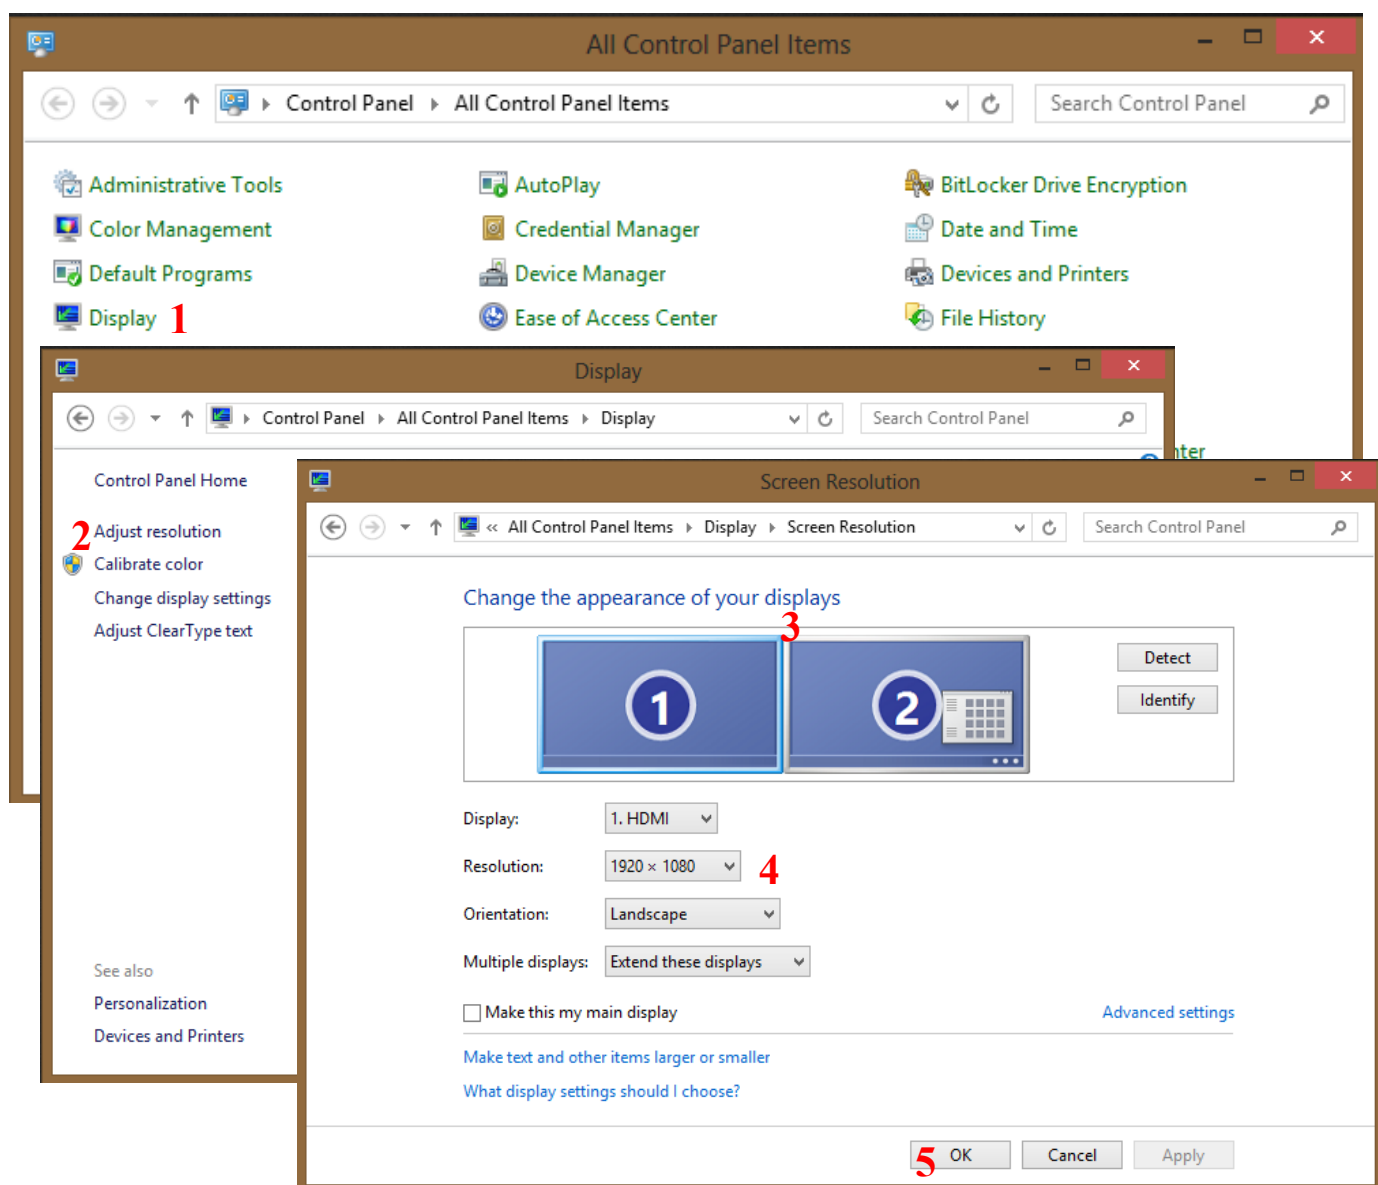 All Control Panel Items
Control Panel All Control Panel Items Search Control Panel
Administrative Tools AutoPlay BitLocker Drive Encryption
Color Management Credential Manager Date and Time
Default Programs Device Manager Devices and Printers
Display 1 Ease of Access Center File History
Display
Control Panel All Control Panel Items Display Search Control Panel
Control Panel Home
2 Adjust resolution
Calibrate color
Change display settings
Adjust ClearType text
See also
Personalization
Devices and Printers
Screen Resolution
« All Control Panel Items Display Screen Resolution Search Control Panel
Change the appearance of your displays
3
1 2
Detect
Identify
Display: 1. HDMI
Resolution: 1920 × 1080 4
Orientation: Landscape
Multiple displays: Extend these displays
Make this my main display Advanced settings
Make text and other items larger or smaller
What display settings should I choose?
5 OK Cancel Apply